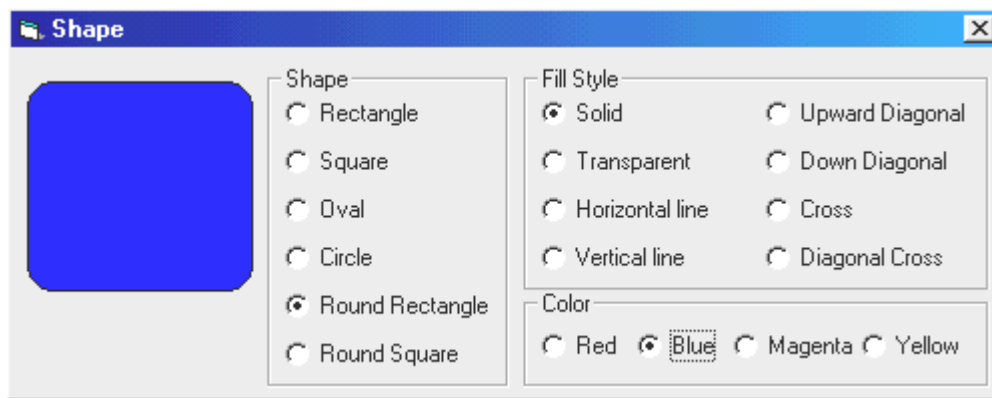 Shape
Shape
Rectangle
Square
Oval
Circle
Round Rectangle
Round Square
Fill Style
Solid
Transparent
Horizontal line
Vertical line
Upward Diagonal
Down Diagonal
Cross
Diagonal Cross
Color
Red Blue Magenta Yellow